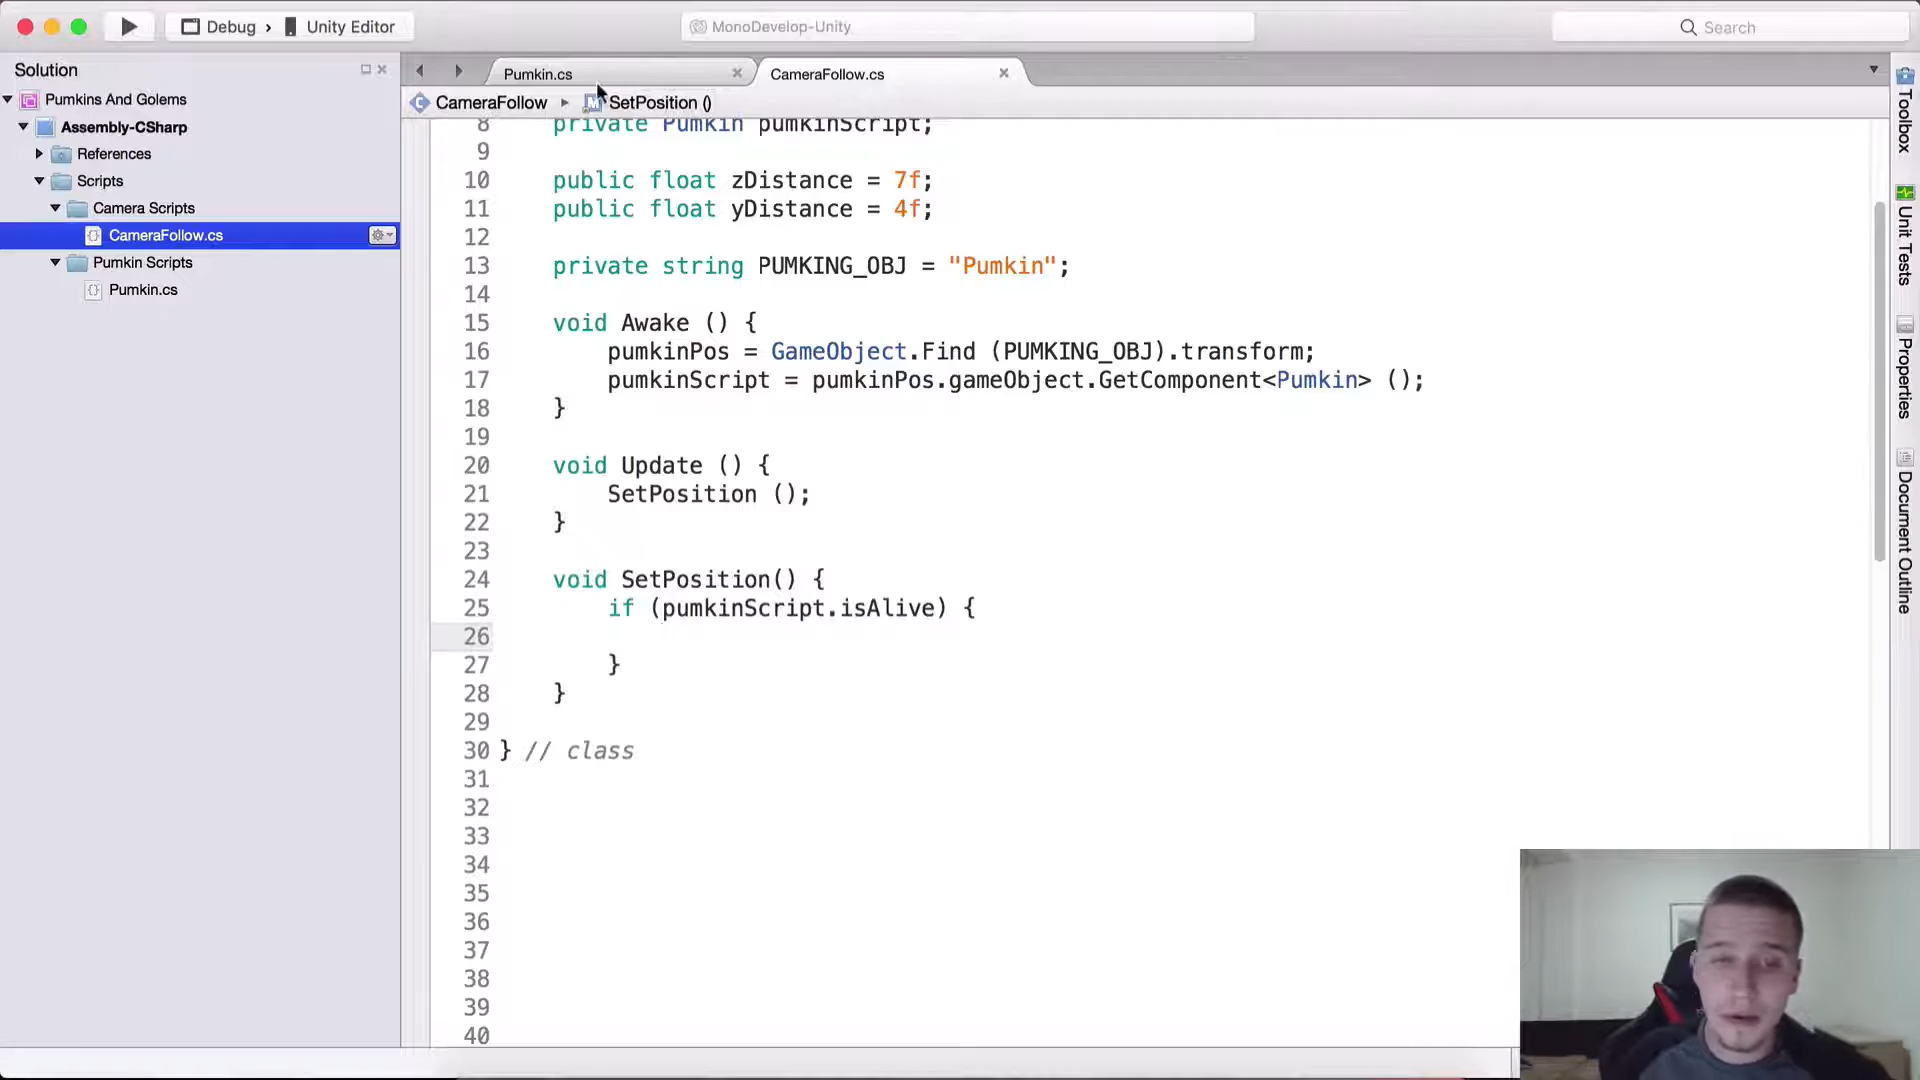 Debug › Unity Editor
MonoDevelop-Unity
Search
Solution
Pumkins And Golems
Assembly-CSharp
References
Scripts
Camera Scripts
CameraFollow.cs
Pumkin Scripts
Pumkin.cs
Pumkin.cs
CameraFollow.cs
CameraFollow
M SetPosition ()
8 private Pumkin pumkinScript;
9
10 public float zDistance = 7f;
11 public float yDistance = 4f;
12
13 private string PUMKING_OBJ = "Pumkin";
14
15 void Awake () {
16 pumkinPos = GameObject.Find (PUMKING_OBJ).transform;
17 pumkinScript = pumkinPos.gameObject.GetComponent<Pumkin> ();
18 }
19
20 void Update () {
21 SetPosition ();
22 }
23
24 void SetPosition() {
25 if (pumkinScript.isAlive) {
26
27 }
28 }
29
30 } // class
31
32
33
34
35
36
37
38
39
40
Toolbox
Unit Tests
Properties
Document Outline